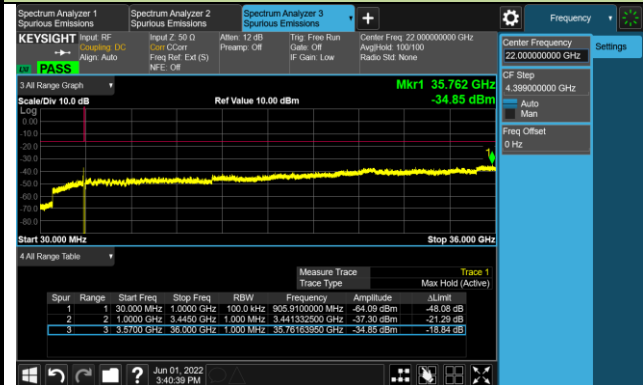 Spectrum Analyzer 1
Spurious Emissions
Spectrum Analyzer 2
Spurious Emissions
Spectrum Analyzer 3
Spurious Emissions
Frequency
KEYSIGHT
Input: RF
Coupling: DC
Align: Auto
Input Z: 50 Ω
Corr CCorr
Freq Ref: Ext (S)
NFE: Off
Atten: 12 dB
Preamp: Off
Trig: Free Run
Gate: Off
IF Gain: Low
Center Freq: 22.000000000 GHz
Avg|Hold: 100/100
Radio Std: None
PASS
Center Frequency
22.000000000 GHz
Settings
CF Step
4.399000000 GHz
Auto
Man
Freq Offset
0 Hz
3 All Range Graph
Mkr1 35.762 GHz
Scale/Div 10.0 dB
Ref Value 10.00 dBm
-34.85 dBm
Log
0.00
-10.0
-20.0
-30.0
-40.0
-50.0
-60.0
-70.0
-80.0
1
Start 30.000 MHz
Stop 36.000 GHz
4 All Range Table
Measure Trace Trace 1
Trace Type Max Hold (Active)
Spur Range Start Freq Stop Freq RBW Frequency Amplitude ΔLimit
1 1 30.000 MHz 1.0000 GHz 100.0 kHz 905.9100000 MHz -64.09 dBm -48.08 dB
2 2 1.0000 GHz 3.4450 GHz 1.000 MHz 3.441332500 GHz -37.30 dBm -21.29 dB
3 3 3.5700 GHz 36.000 GHz 1.000 MHz 35.76163950 GHz -34.85 dBm -18.84 dB
?
Jun 01, 2022
3:40:39 PM